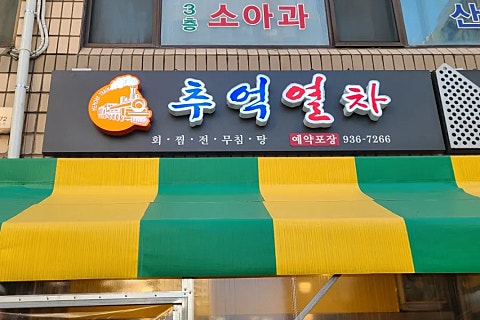 3층 소아과
산
추억열차
회·찜·전·무침·탕 예약포장 936-7266